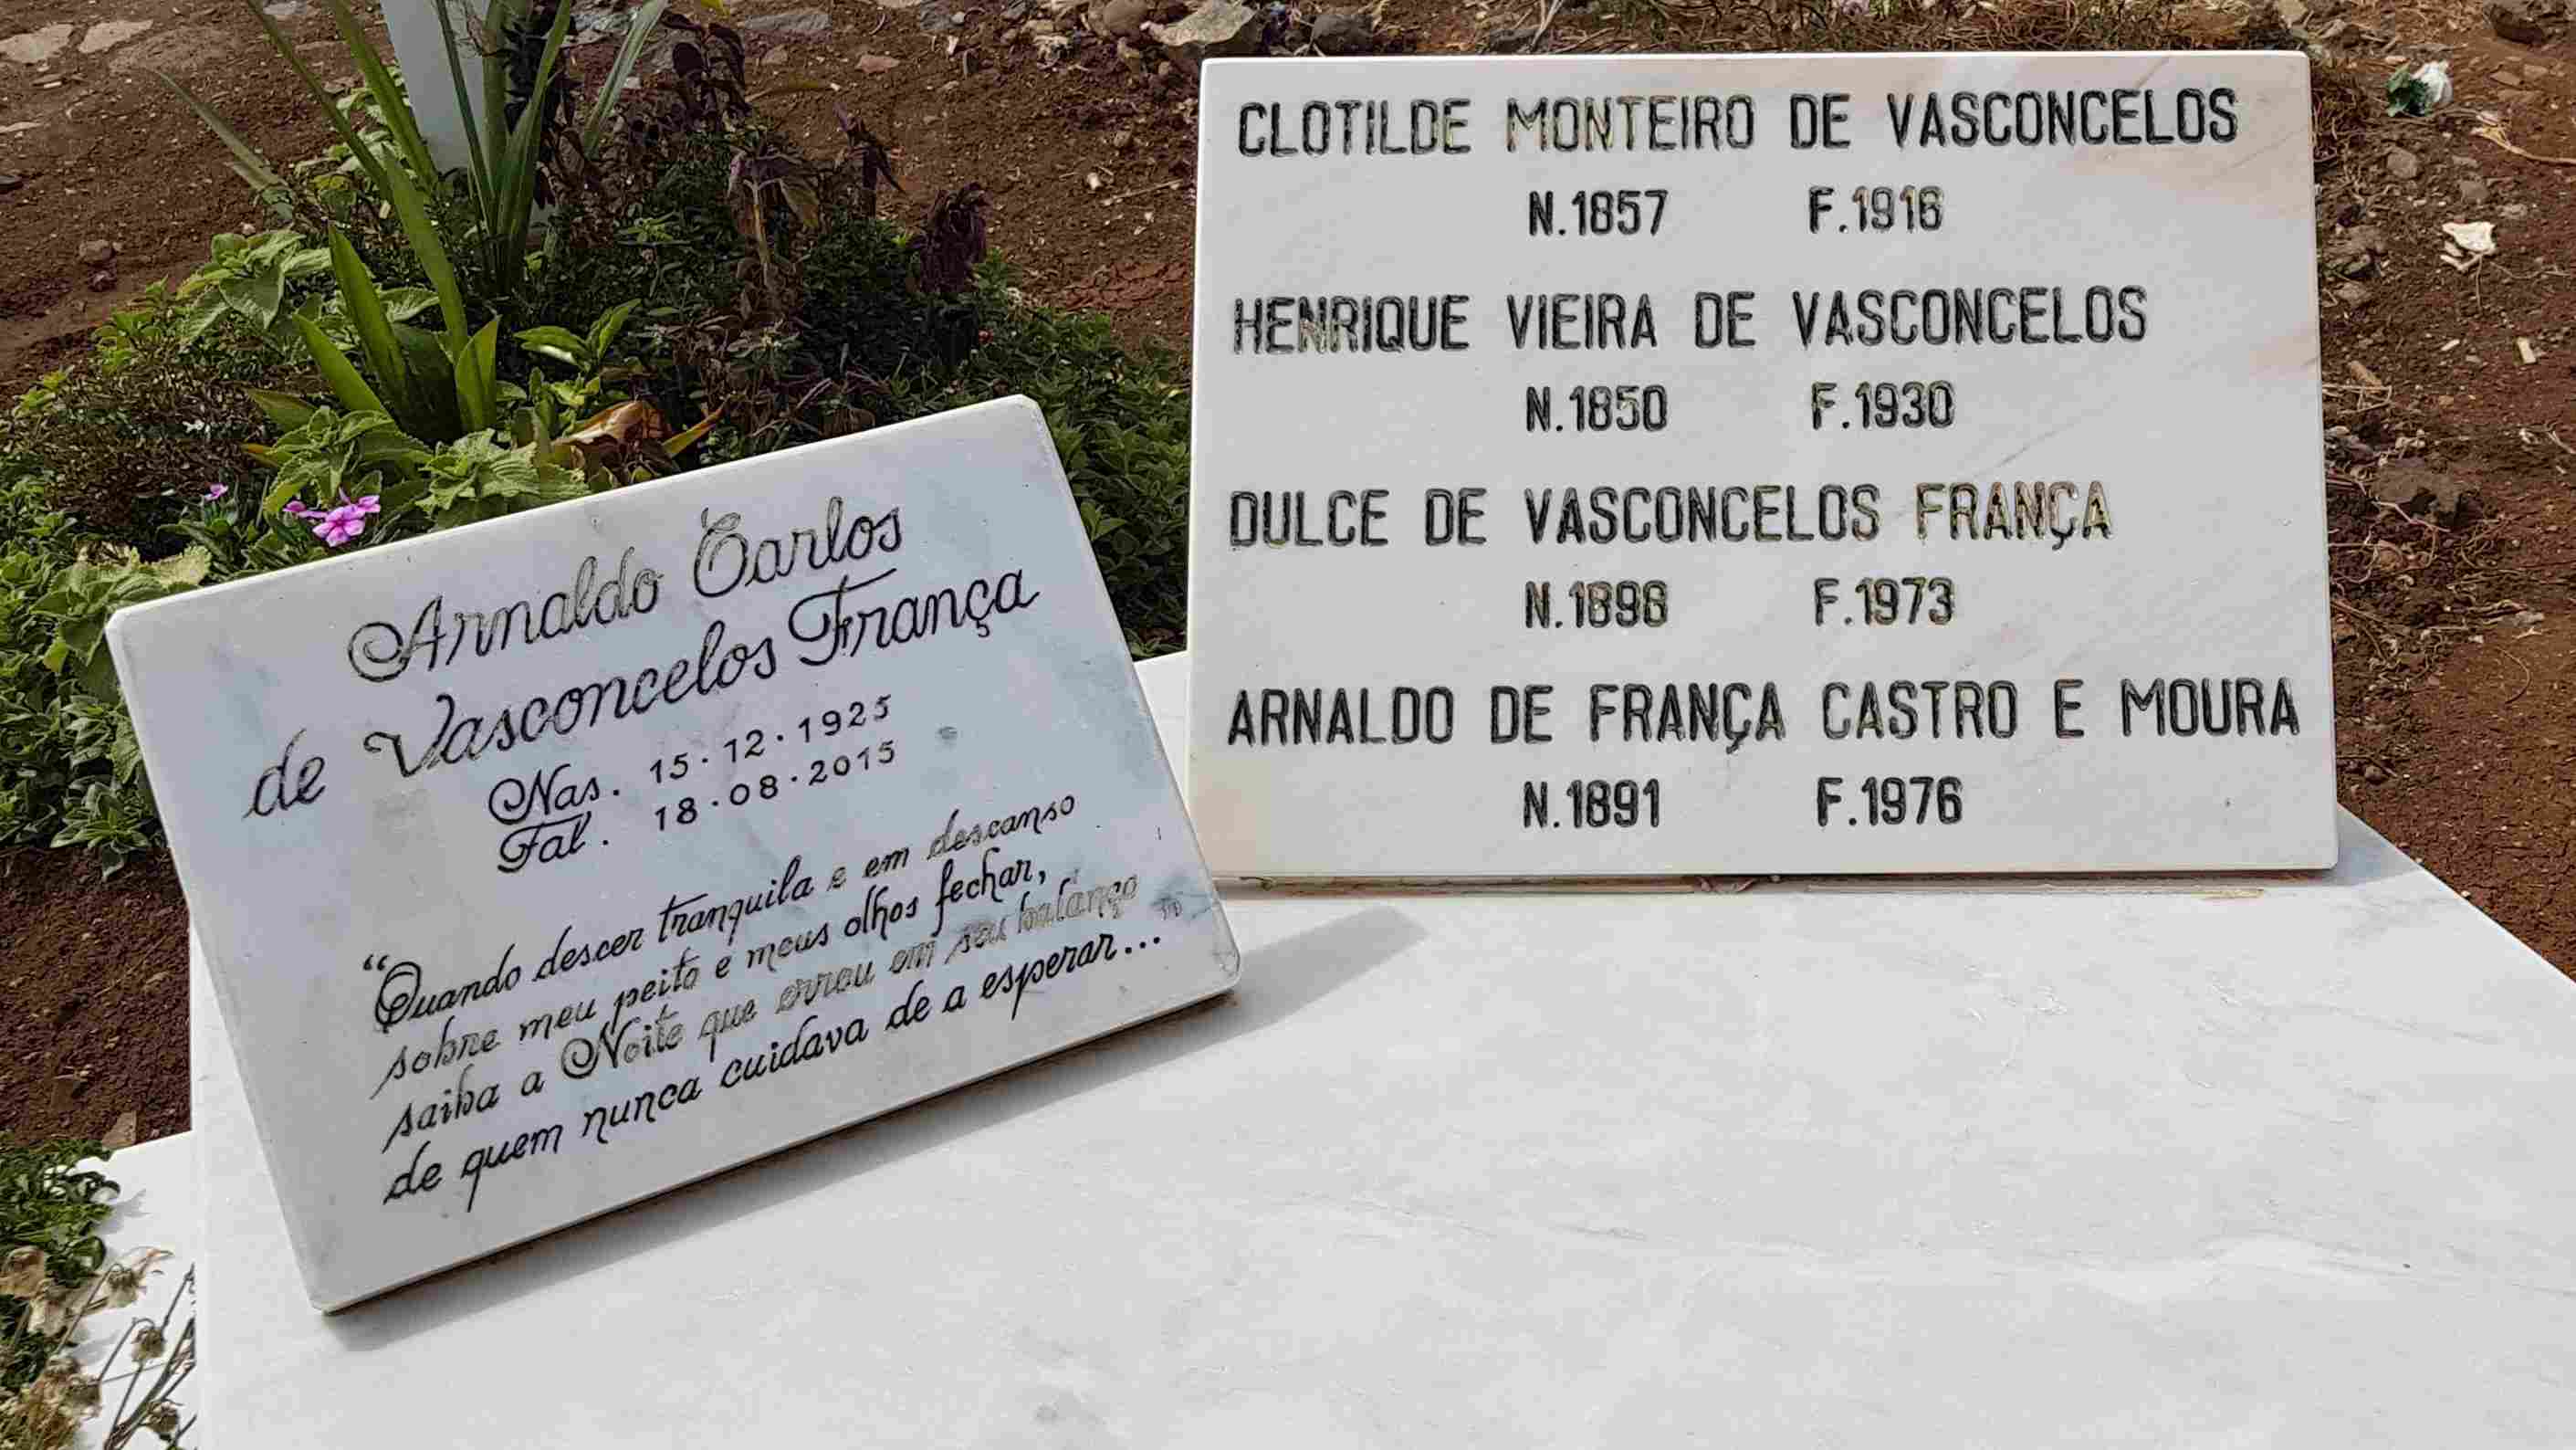 Arnaldo Carlos
de Vasconcelos França
Nas. 15.12.1925
Fal. 18.08.2015
“Quando descer tranquila e em descanso
sobre meu peito e meus olhos fechar,
saiba a Noite que errou em seu balanço
de quem nunca cuidava de a esperar...”
CLOTILDE MONTEIRO DE VASCONCELOS
N.1857 F.1916
HENRIQUE VIEIRA DE VASCONCELOS
N.1850 F.1930
DULCE DE VASCONCELOS FRANÇA
N.1898 F.1973
ARNALDO DE FRANÇA CASTRO E MOURA
N.1891 F.1976